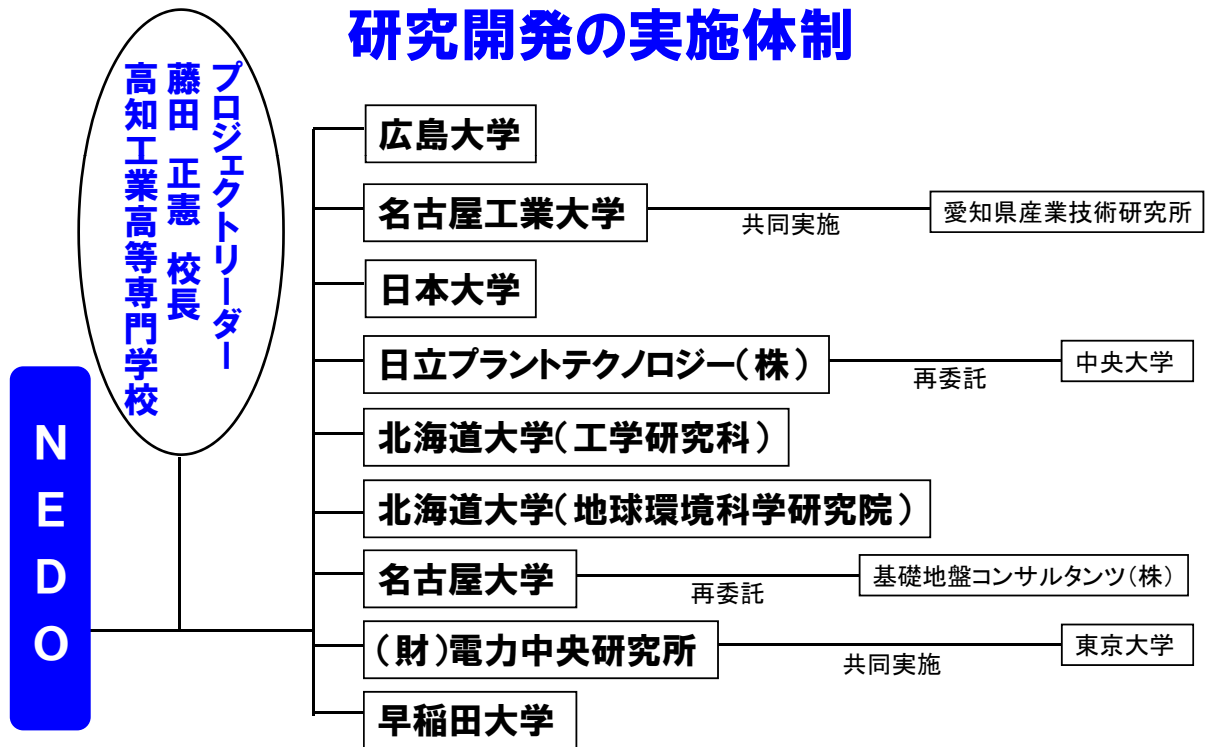 研究開発の実施体制
プロジェクトリーダー
藤田 正憲 校長
高知工業高等専門学校
NEDO
広島大学
名古屋工業大学
共同実施
愛知県産業技術研究所
日本大学
日立プラントテクノロジー(株)
再委託
中央大学
北海道大学(工学研究科)
北海道大学(地球環境科学研究院)
名古屋大学
再委託
基礎地盤コンサルタンツ(株)
(財)電力中央研究所
共同実施
東京大学
早稲田大学